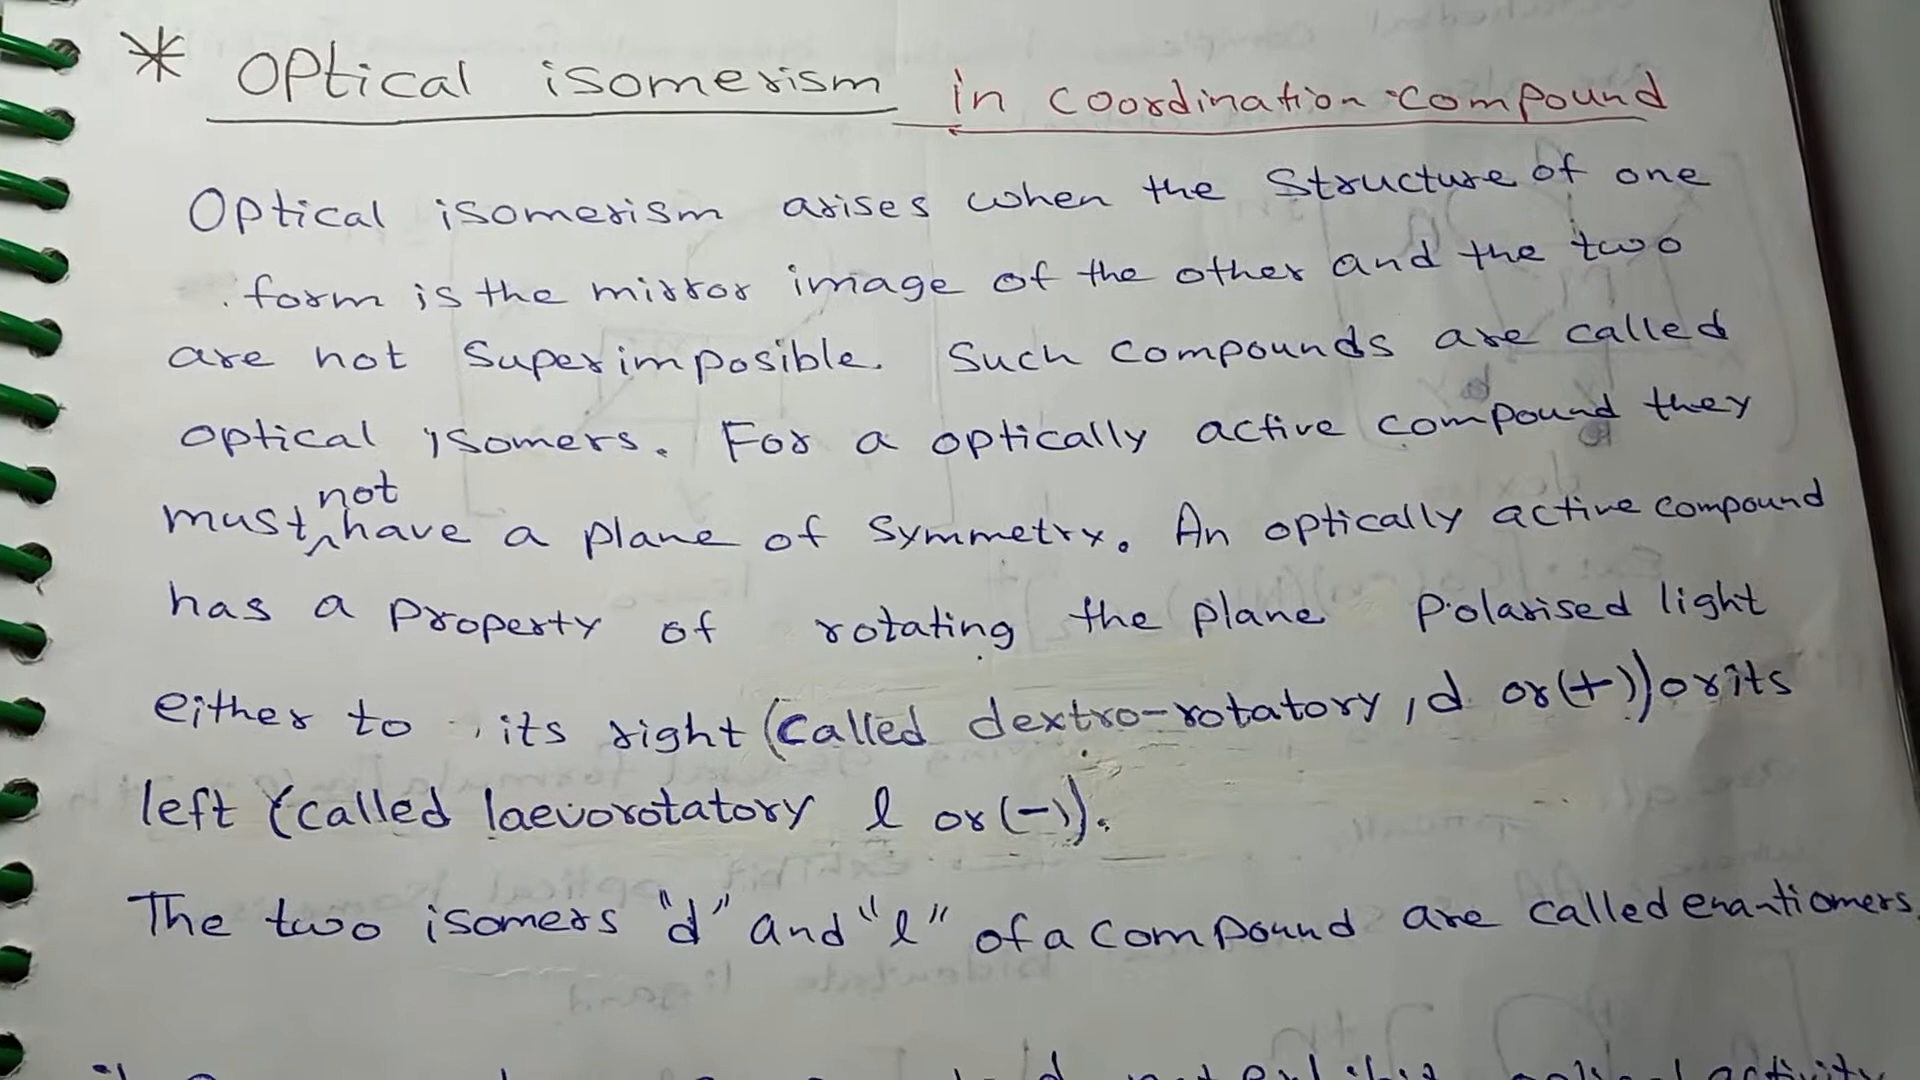 * Optical isomerism in coordination compound
Optical isomerism arises when the Structure of one
form is the mirror image of the other and the two
are not Superimposible. Such compounds are called
optical isomers. For a optically active compound they
must not have a plane of symmetry. An optically active compound
has a property of rotating the plane polarised light
either to its right (called dextro-rotatory, d or (+)) or its
left (called laevorotatory l or (-)).
The two isomers "d" and "l" of a compound are called enantiomers.